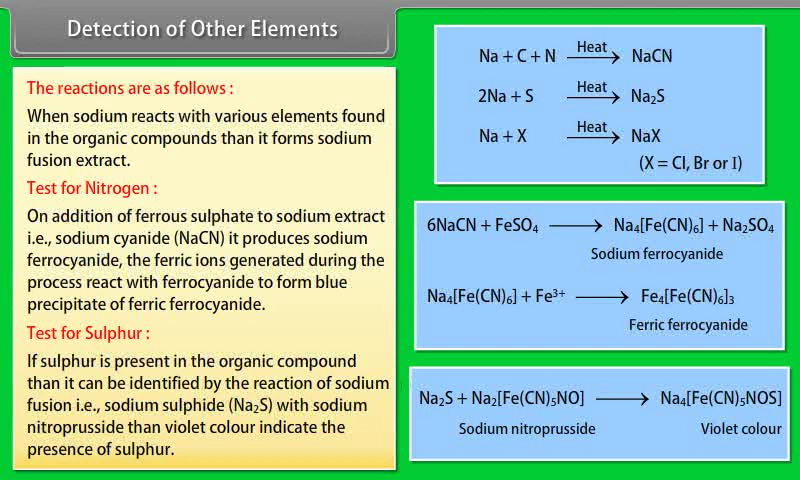 Detection of Other Elements
The reactions are as follows :
When sodium reacts with various elements found
in the organic compounds than it forms sodium
fusion extract.
Test for Nitrogen :
On addition of ferrous sulphate to sodium extract
i.e., sodium cyanide (NaCN) it produces sodium
ferrocyanide, the ferric ions generated during the
process react with ferrocyanide to form blue
precipitate of ferric ferrocyanide.
Test for Sulphur :
If sulphur is present in the organic compound
than it can be identified by the reaction of sodium
fusion i.e., sodium sulphide (Na₂S) with sodium
nitroprusside than violet colour indicate the
presence of sulphur.
Na + C + N Heat → NaCN
2Na + S Heat → Na₂S
Na + X Heat → NaX
(X = Cl, Br or I)
6NaCN + FeSO₄ → Na₄[Fe(CN)₆] + Na₂SO₄
Sodium ferrocyanide
Na₄[Fe(CN)₆] + Fe³⁺ → Fe₄[Fe(CN)₆]₃
Ferric ferrocyanide
Na₂S + Na₂[Fe(CN)₅NO] → Na₄[Fe(CN)₅NOS]
Sodium nitroprusside Violet colour